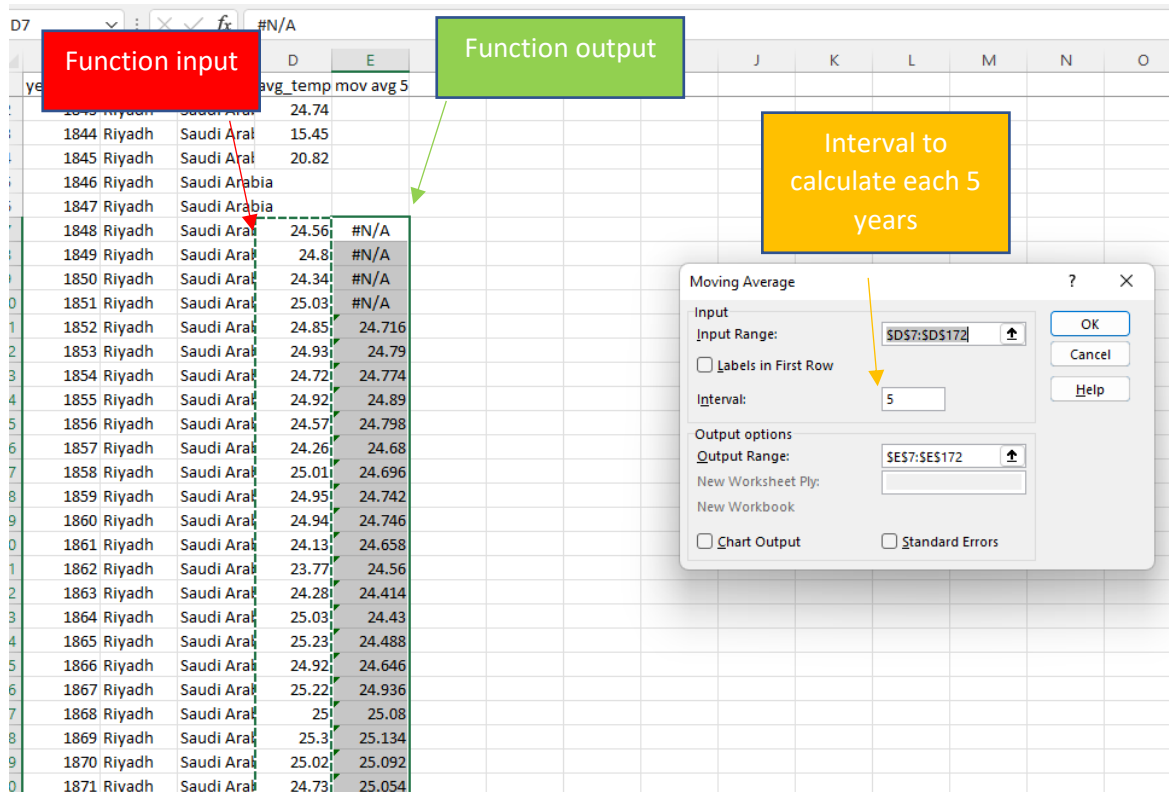 D7 fx #N/A
Function input
Function output
D E J K L M N O
ye avg_temp mov avg 5
24.74
1844 Riyadh Saudi Aral 15.45
1845 Riyadh Saudi Aral 20.82
1846 Riyadh Saudi Arabia
1847 Riyadh Saudi Arabia
1848 Riyadh Saudi Aral 24.56 #N/A
1849 Riyadh Saudi Aral 24.8 #N/A
1850 Riyadh Saudi Aral 24.34 #N/A
1851 Riyadh Saudi Aral 25.03 #N/A
1852 Riyadh Saudi Aral 24.85 24.716
1853 Riyadh Saudi Aral 24.93 24.79
1854 Riyadh Saudi Aral 24.72 24.774
1855 Riyadh Saudi Aral 24.92 24.89
1856 Riyadh Saudi Aral 24.57 24.798
1857 Riyadh Saudi Aral 24.26 24.68
1858 Riyadh Saudi Aral 25.01 24.696
1859 Riyadh Saudi Aral 24.95 24.742
1860 Riyadh Saudi Aral 24.94 24.746
1861 Riyadh Saudi Aral 24.13 24.658
1862 Riyadh Saudi Aral 23.77 24.56
1863 Riyadh Saudi Aral 24.28 24.414
1864 Riyadh Saudi Aral 25.03 24.43
1865 Riyadh Saudi Aral 25.23 24.488
1866 Riyadh Saudi Aral 24.92 24.646
1867 Riyadh Saudi Aral 25.22 24.936
1868 Riyadh Saudi Aral 25 25.08
1869 Riyadh Saudi Aral 25.3 25.134
1870 Riyadh Saudi Aral 25.02 25.092
1871 Riyadh Saudi Aral 24.73 25.054
Interval to
calculate each 5
years
Moving Average ?
Input
Input Range: $D$7:$D$172
Labels in First Row
Interval: 5
OK
Cancel
Help
Output options
Output Range: $E$7:$E$172
New Worksheet Ply:
New Workbook
Chart Output Standard Errors